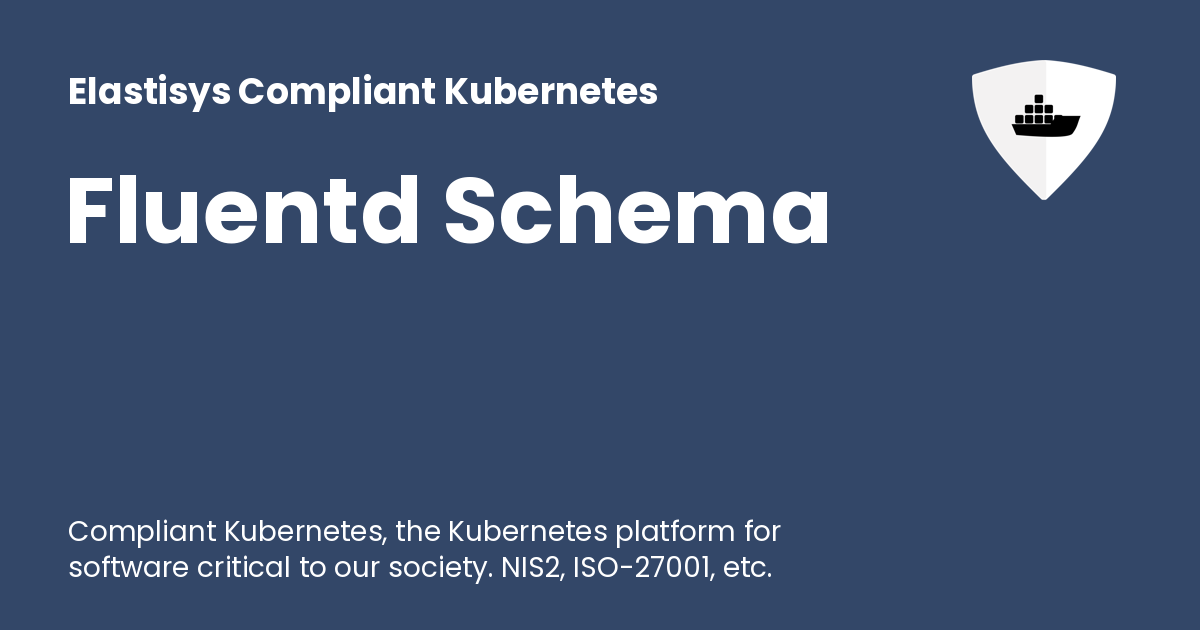 Elastisys Compliant Kubernetes
Fluentd Schema
Compliant Kubernetes, the Kubernetes platform for
software critical to our society. NIS2, ISO-27001, etc.